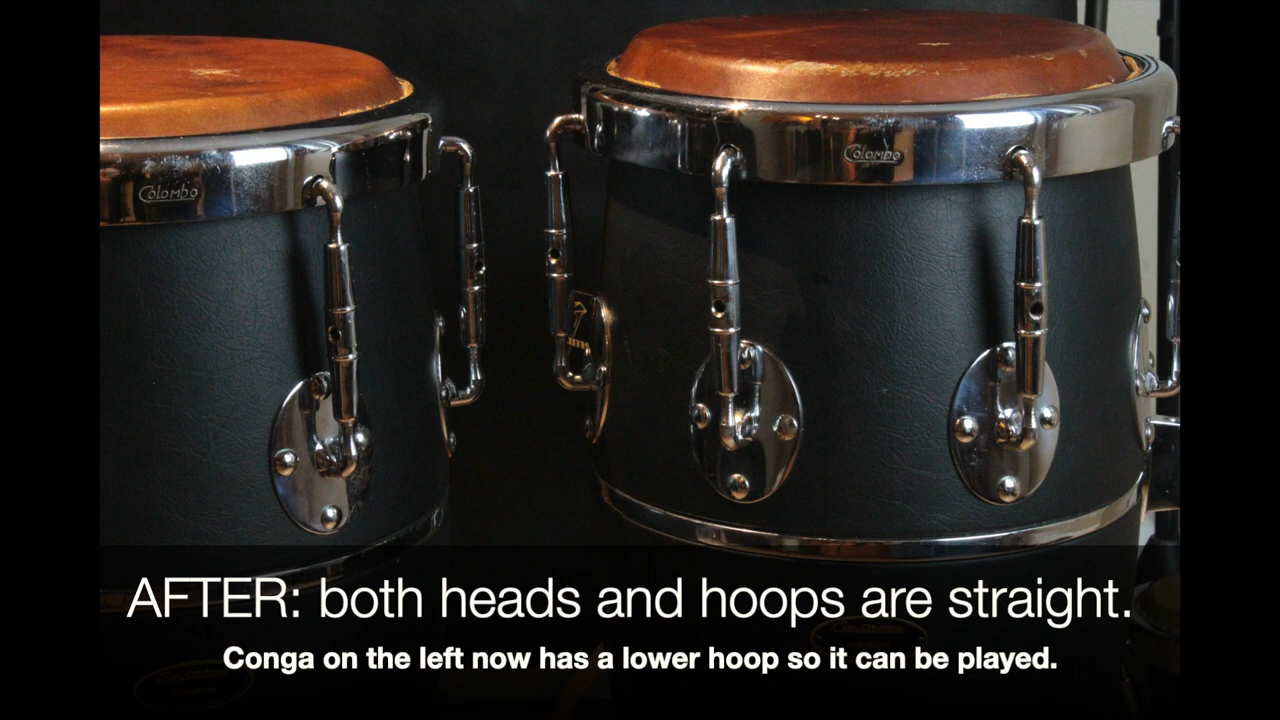 Colombo
Colombo
AFTER: both heads and hoops are straight.
Conga on the left now has a lower hoop so it can be played.